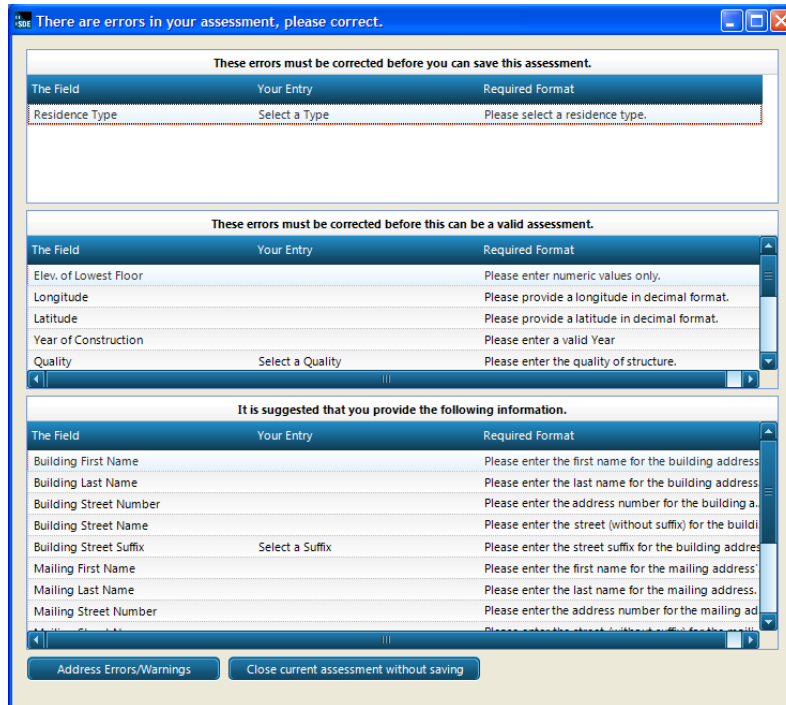 SDE There are errors in your assessment, please correct.
These errors must be corrected before you can save this assessment.
The Field Your Entry Required Format
Residence Type Select a Type Please select a residence type.
These errors must be corrected before this can be a valid assessment.
The Field Your Entry Required Format
Elev. of Lowest Floor Please enter numeric values only.
Longitude Please provide a longitude in decimal format.
Latitude Please provide a latitude in decimal format.
Year of Construction Please enter a valid Year
Quality Select a Quality Please enter the quality of structure.
It is suggested that you provide the following information.
The Field Your Entry Required Format
Building First Name Please enter the first name for the building address
Building Last Name Please enter the last name for the building address.
Building Street Number Please enter the address number for the building a..
Building Street Name Please enter the street (without suffix) for the buildi
Building Street Suffix Select a Suffix Please enter the street suffix for the building addres
Mailing First Name Please enter the first name for the mailing address'
Mailing Last Name Please enter the last name for the mailing address.
Mailing Street Number Please enter the address number for the mailing ad
Address Errors/Warnings Close current assessment without saving